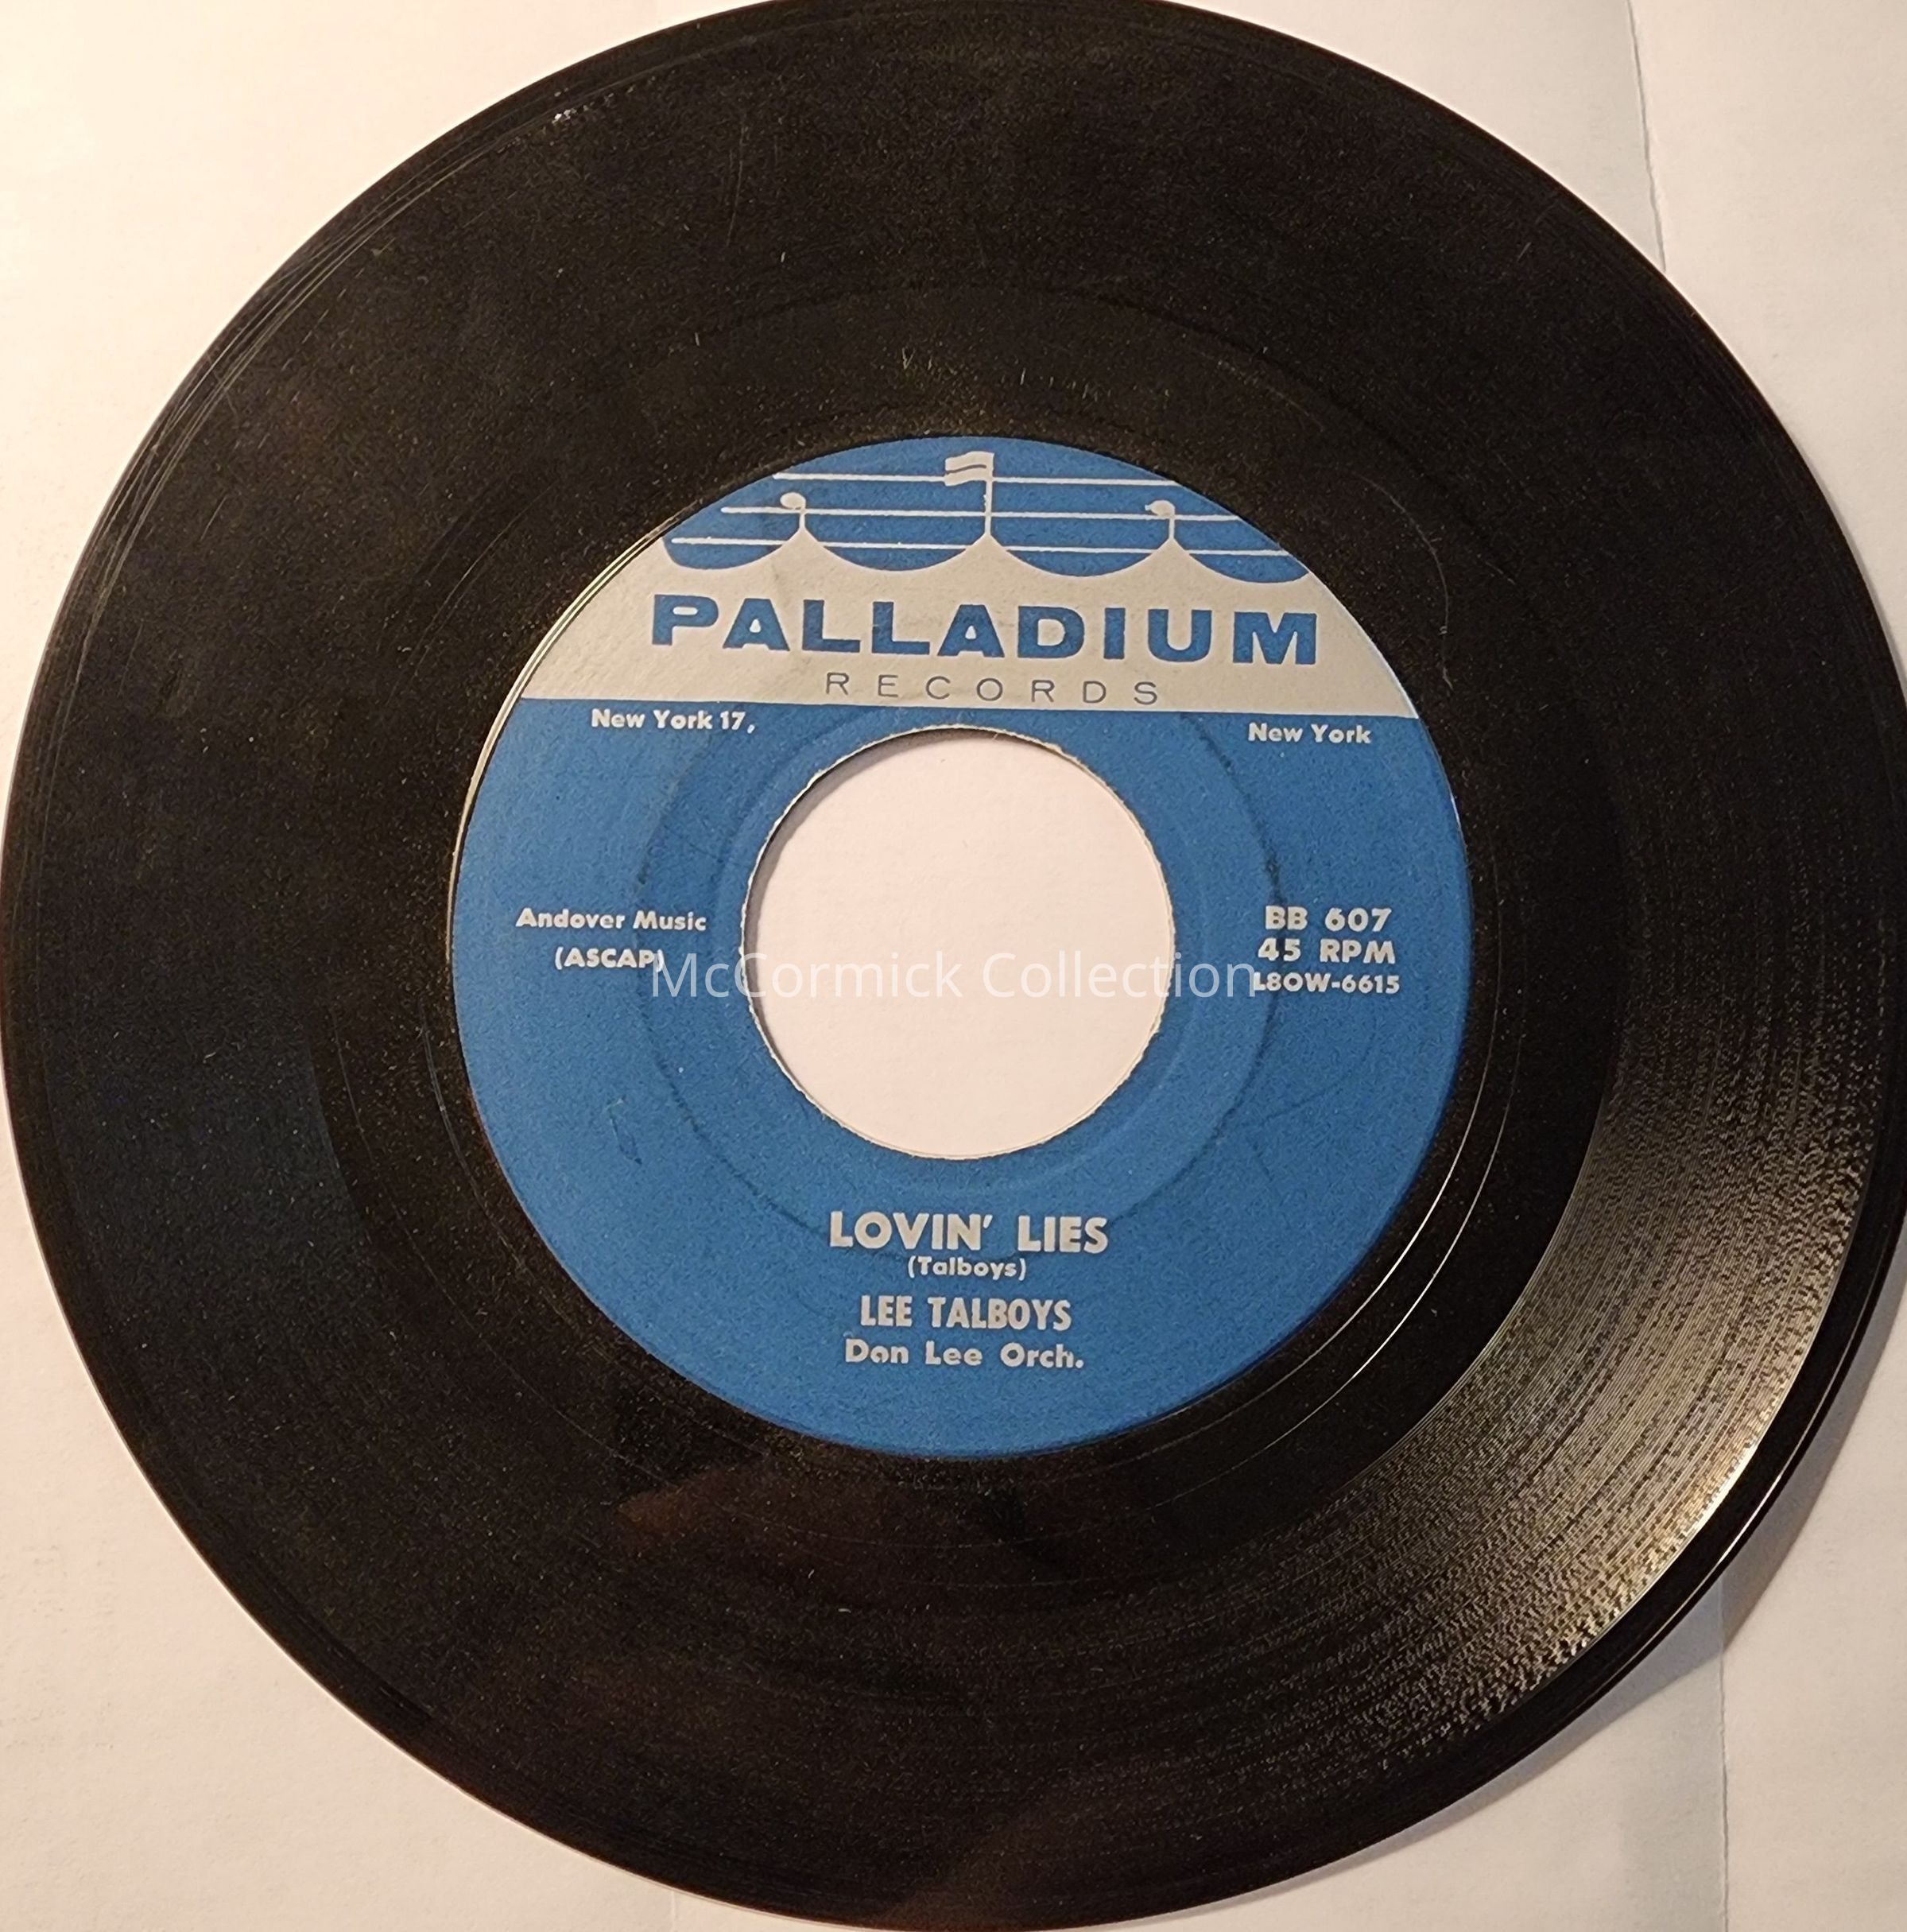 PALLADIUM
RECORDS
New York 17, New York
Andover Music
(ASCAP)
BB 607
45 RPM
L8OW-6615
McCormick Collection
LOVIN' LIES
(Talboys)
LEE TALBOYS
Don Lee Orch.